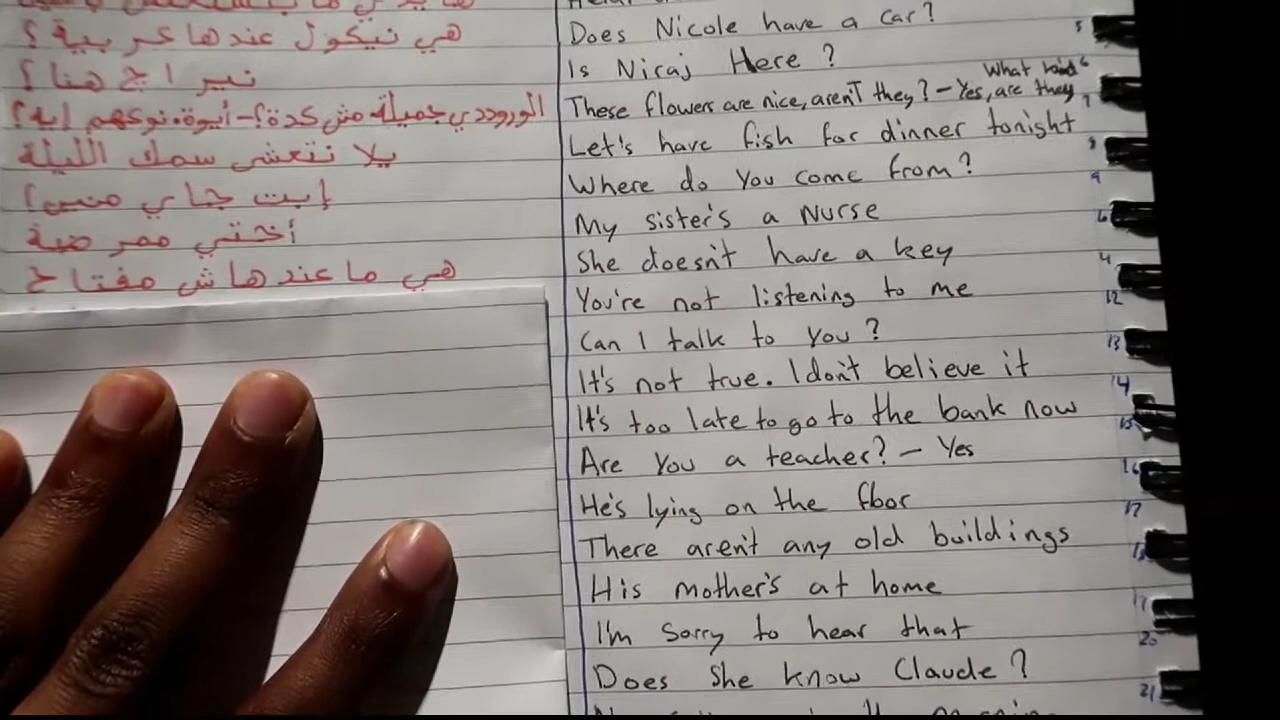 هي نيكول عندها عربية ؟
Does Nicole have a car?
نيراج هنا ؟
Is Niraj Here ?
الورود دي جميلة مش كدة؟ - أيوة. نوكهم إيه؟
These flowers are nice, aren't they? - Yes, are they
What
يلا نتعشى سمك الليلة
Let's have fish for dinner tonight
إنت جاي منين؟
Where do you come from?
أختي ممرضية
My sister's a Nurse
هي ما عندهاش مفتاح
She doesn't have a key
You're not listening to me
Can I talk to you ?
It's not true. I don't believe it
It's too late to go to the bank now
Are You a teacher? - Yes
He's lying on the floor
There aren't any old buildings
His mother's at home
I'm sorry to hear that
Does She know Claude ?